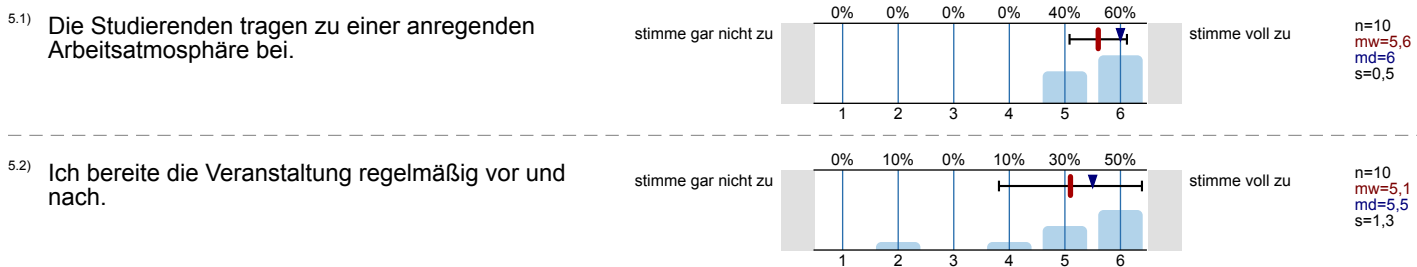 5.1) Die Studierenden tragen zu einer anregenden
Arbeitsatmosphäre bei.
stimme gar nicht zu
0% 0% 0% 0% 40% 60%
1 2 3 4 5 6
stimme voll zu
n=10
mw=5,6
md=6
s=0,5
5.2) Ich bereite die Veranstaltung regelmäßig vor und
nach.
stimme gar nicht zu
0% 10% 0% 10% 30% 50%
1 2 3 4 5 6
stimme voll zu
n=10
mw=5,1
md=5,5
s=1,3